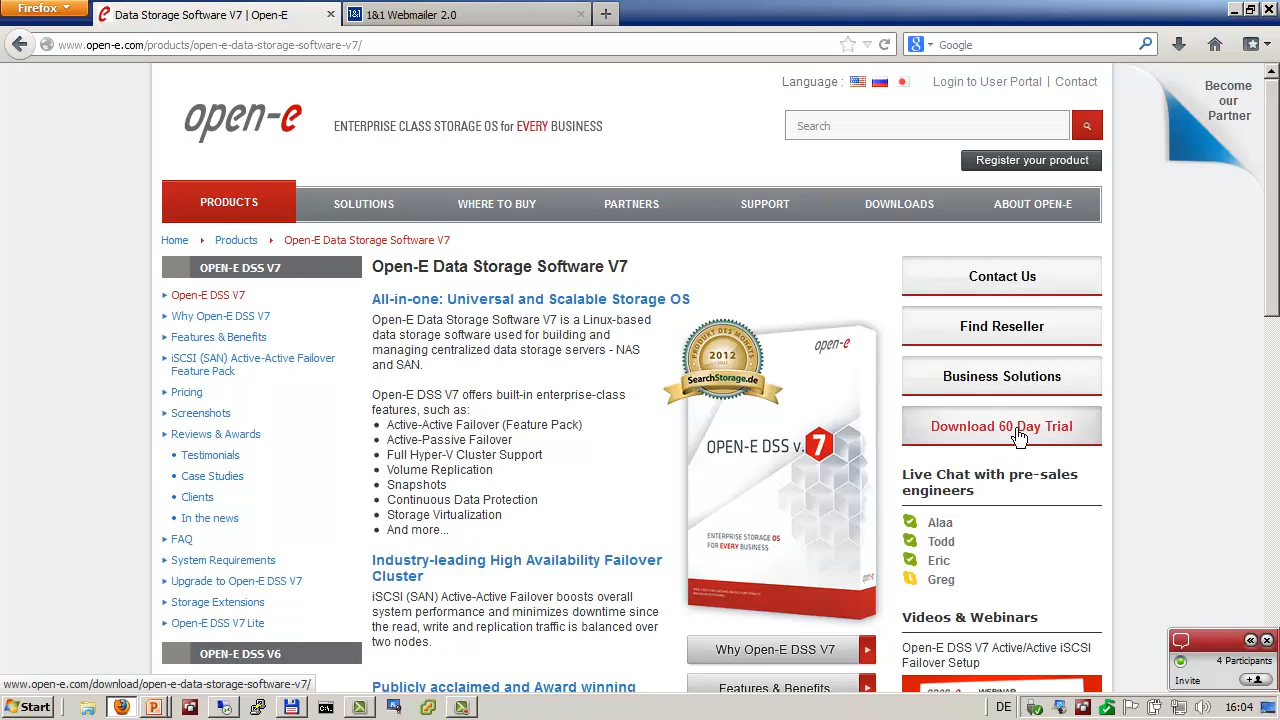 Firefox
Data Storage Software V7 | Open-E
1&1 Webmailer 2.0
www.open-e.com/products/open-e-data-storage-software-v7/
Google
Language :
Login to User Portal | Contact
Become our Partner
open-e
ENTERPRISE CLASS STORAGE OS for EVERY BUSINESS
Search
Register your product
PRODUCTS
SOLUTIONS
WHERE TO BUY
PARTNERS
SUPPORT
DOWNLOADS
ABOUT OPEN-E
Home
Products
Open-E Data Storage Software V7
OPEN-E DSS V7
Open-E DSS V7
Why Open-E DSS V7
Features & Benefits
iSCSI (SAN) Active-Active Failover
Feature Pack
Pricing
Screenshots
Reviews & Awards
Testimonials
Case Studies
Clients
In the news
FAQ
System Requirements
Upgrade to Open-E DSS V7
Storage Extensions
Open-E DSS V7 Lite
OPEN-E DSS V6
Open-E Data Storage Software V7
All-in-one: Universal and Scalable Storage OS
Open-E Data Storage Software V7 is a Linux-based
data storage software used for building and
managing centralized data storage servers - NAS
and SAN.
Open-E DSS V7 offers built-in enterprise-class
features, such as:
Active-Active Failover (Feature Pack)
Active-Passive Failover
Full Hyper-V Cluster Support
Volume Replication
Snapshots
Continuous Data Protection
Storage Virtualization
And more...
Industry-leading High Availability Failover
Cluster
iSCSI (SAN) Active-Active Failover boosts overall
system performance and minimizes downtime since
the read, write and replication traffic is balanced over
two nodes.
Publicly acclaimed and Award winning
PRODUKT DES MONATS
2012
SearchStorage.de
open-e
OPEN-E DSS v. 7
ENTERPRISE STORAGE OS
FOR EVERY BUSINESS
open-e
Why Open-E DSS V7
Features & Benefits
Contact Us
Find Reseller
Business Solutions
Download 60 Day Trial
Live Chat with pre-sales
engineers
Alaa
Todd
Eric
Greg
Videos & Webinars
Open-E DSS V7 Active/Active iSCSI
Failover Setup
open-e
WEBINAR
4 Participants
Invite
www.open-e.com/download/open-e-data-storage-software-v7/
Start
DE
16:04